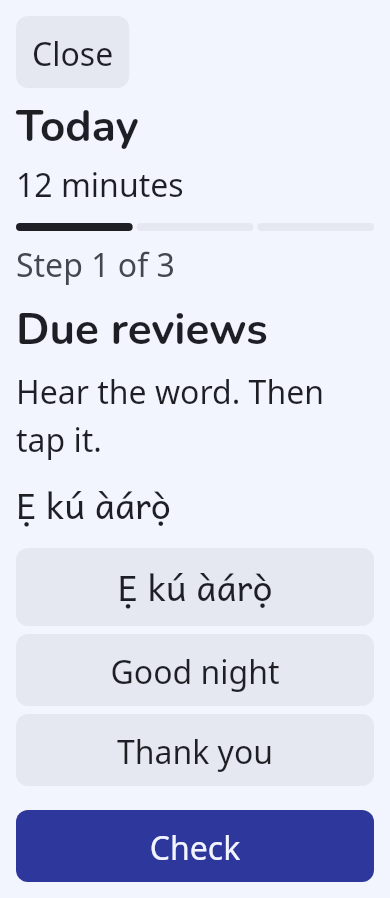 Close
Today
12 minutes
Step 1 of 3
Due reviews
Hear the word. Then
tap it.
Ẹ kú àárọ̀
Ẹ kú àárọ̀
Good night
Thank you
Check